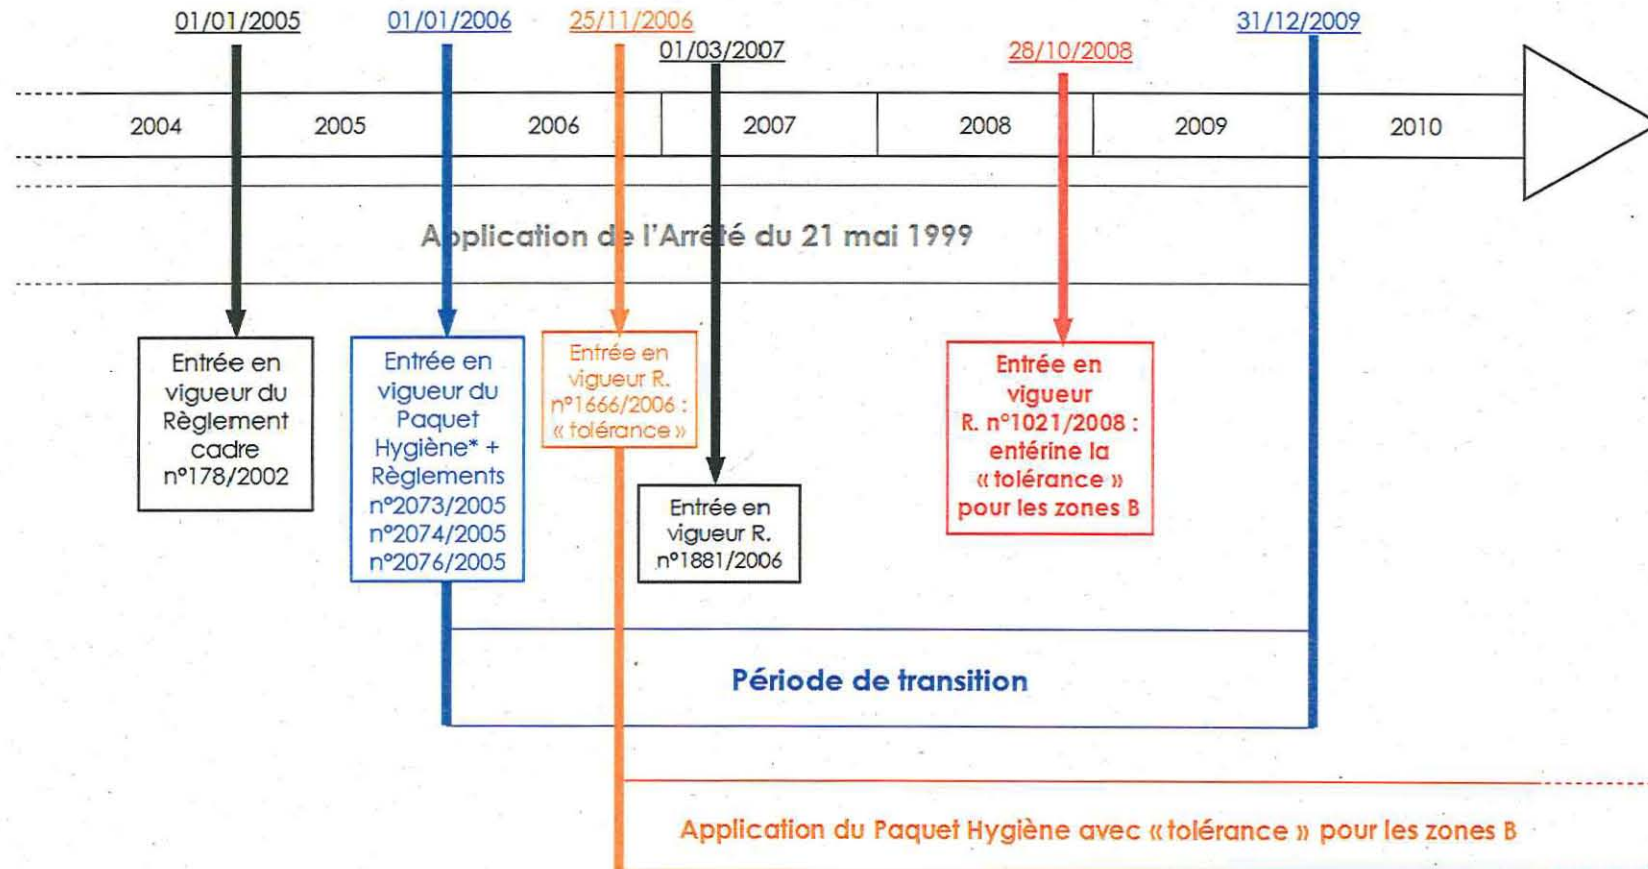 01/01/2005
01/01/2006
25/11/2006
01/03/2007
28/10/2008
31/12/2009
2004
2005
2006
2007
2008
2009
2010
Application de l'Arrêté du 21 mai 1999
Entrée en
vigueur du
Règlement
cadre
n°178/2002
Entrée en
vigueur du
Paquet
Hygiène* +
Règlements
n°2073/2005
n°2074/2005
n°2076/2005
Entrée en
vigueur R.
n°1666/2006 :
« tolérance »
Entrée en
vigueur R.
n°1881/2006
Entrée en
vigueur
R. n°1021/2008 :
entérine la
« tolérance »
pour les zones B
Période de transition
Application du Paquet Hygiène avec « tolérance » pour les zones B